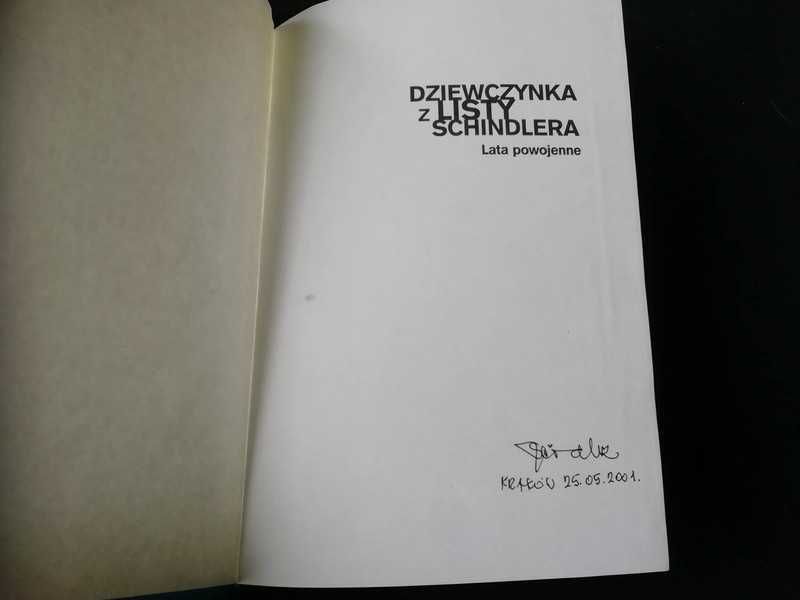 DZIEWCZYNKA
Z LISTY
SCHINDLERA
Lata powojenne
KRAKÓW 25.05.2001.